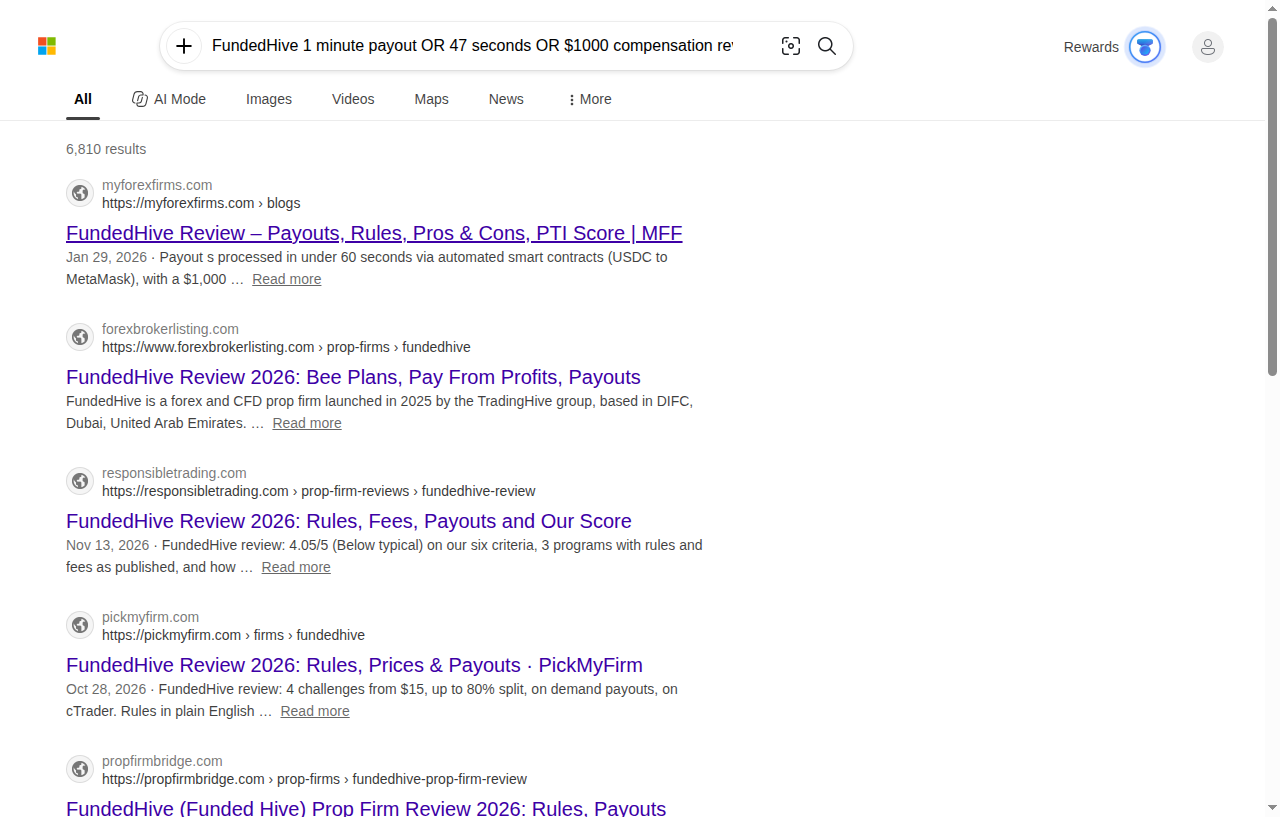 FundedHive 1 minute payout OR 47 seconds OR $1000 compensation rev
Rewards
All
AI Mode
Images
Videos
Maps
News
More
6,810 results
myforexfirms.com
https://myforexfirms.com › blogs
FundedHive Review – Payouts, Rules, Pros & Cons, PTI Score | MFF
Jan 29, 2026 · Payout s processed in under 60 seconds via automated smart contracts (USDC to
MetaMask), with a $1,000 … Read more
forexbrokerlisting.com
https://www.forexbrokerlisting.com › prop-firms › fundedhive
FundedHive Review 2026: Bee Plans, Pay From Profits, Payouts
FundedHive is a forex and CFD prop firm launched in 2025 by the TradingHive group, based in DIFC,
Dubai, United Arab Emirates. … Read more
responsibletrading.com
https://responsibletrading.com › prop-firm-reviews › fundedhive-review
FundedHive Review 2026: Rules, Fees, Payouts and Our Score
Nov 13, 2026 · FundedHive review: 4.05/5 (Below typical) on our six criteria, 3 programs with rules and
fees as published, and how … Read more
pickmyfirm.com
https://pickmyfirm.com › firms › fundedhive
FundedHive Review 2026: Rules, Prices & Payouts · PickMyFirm
Oct 28, 2026 · FundedHive review: 4 challenges from $15, up to 80% split, on demand payouts, on
cTrader. Rules in plain English … Read more
propfirmbridge.com
https://propfirmbridge.com › prop-firms › fundedhive-prop-firm-review
FundedHive (Funded Hive) Prop Firm Review 2026: Rules, Payouts